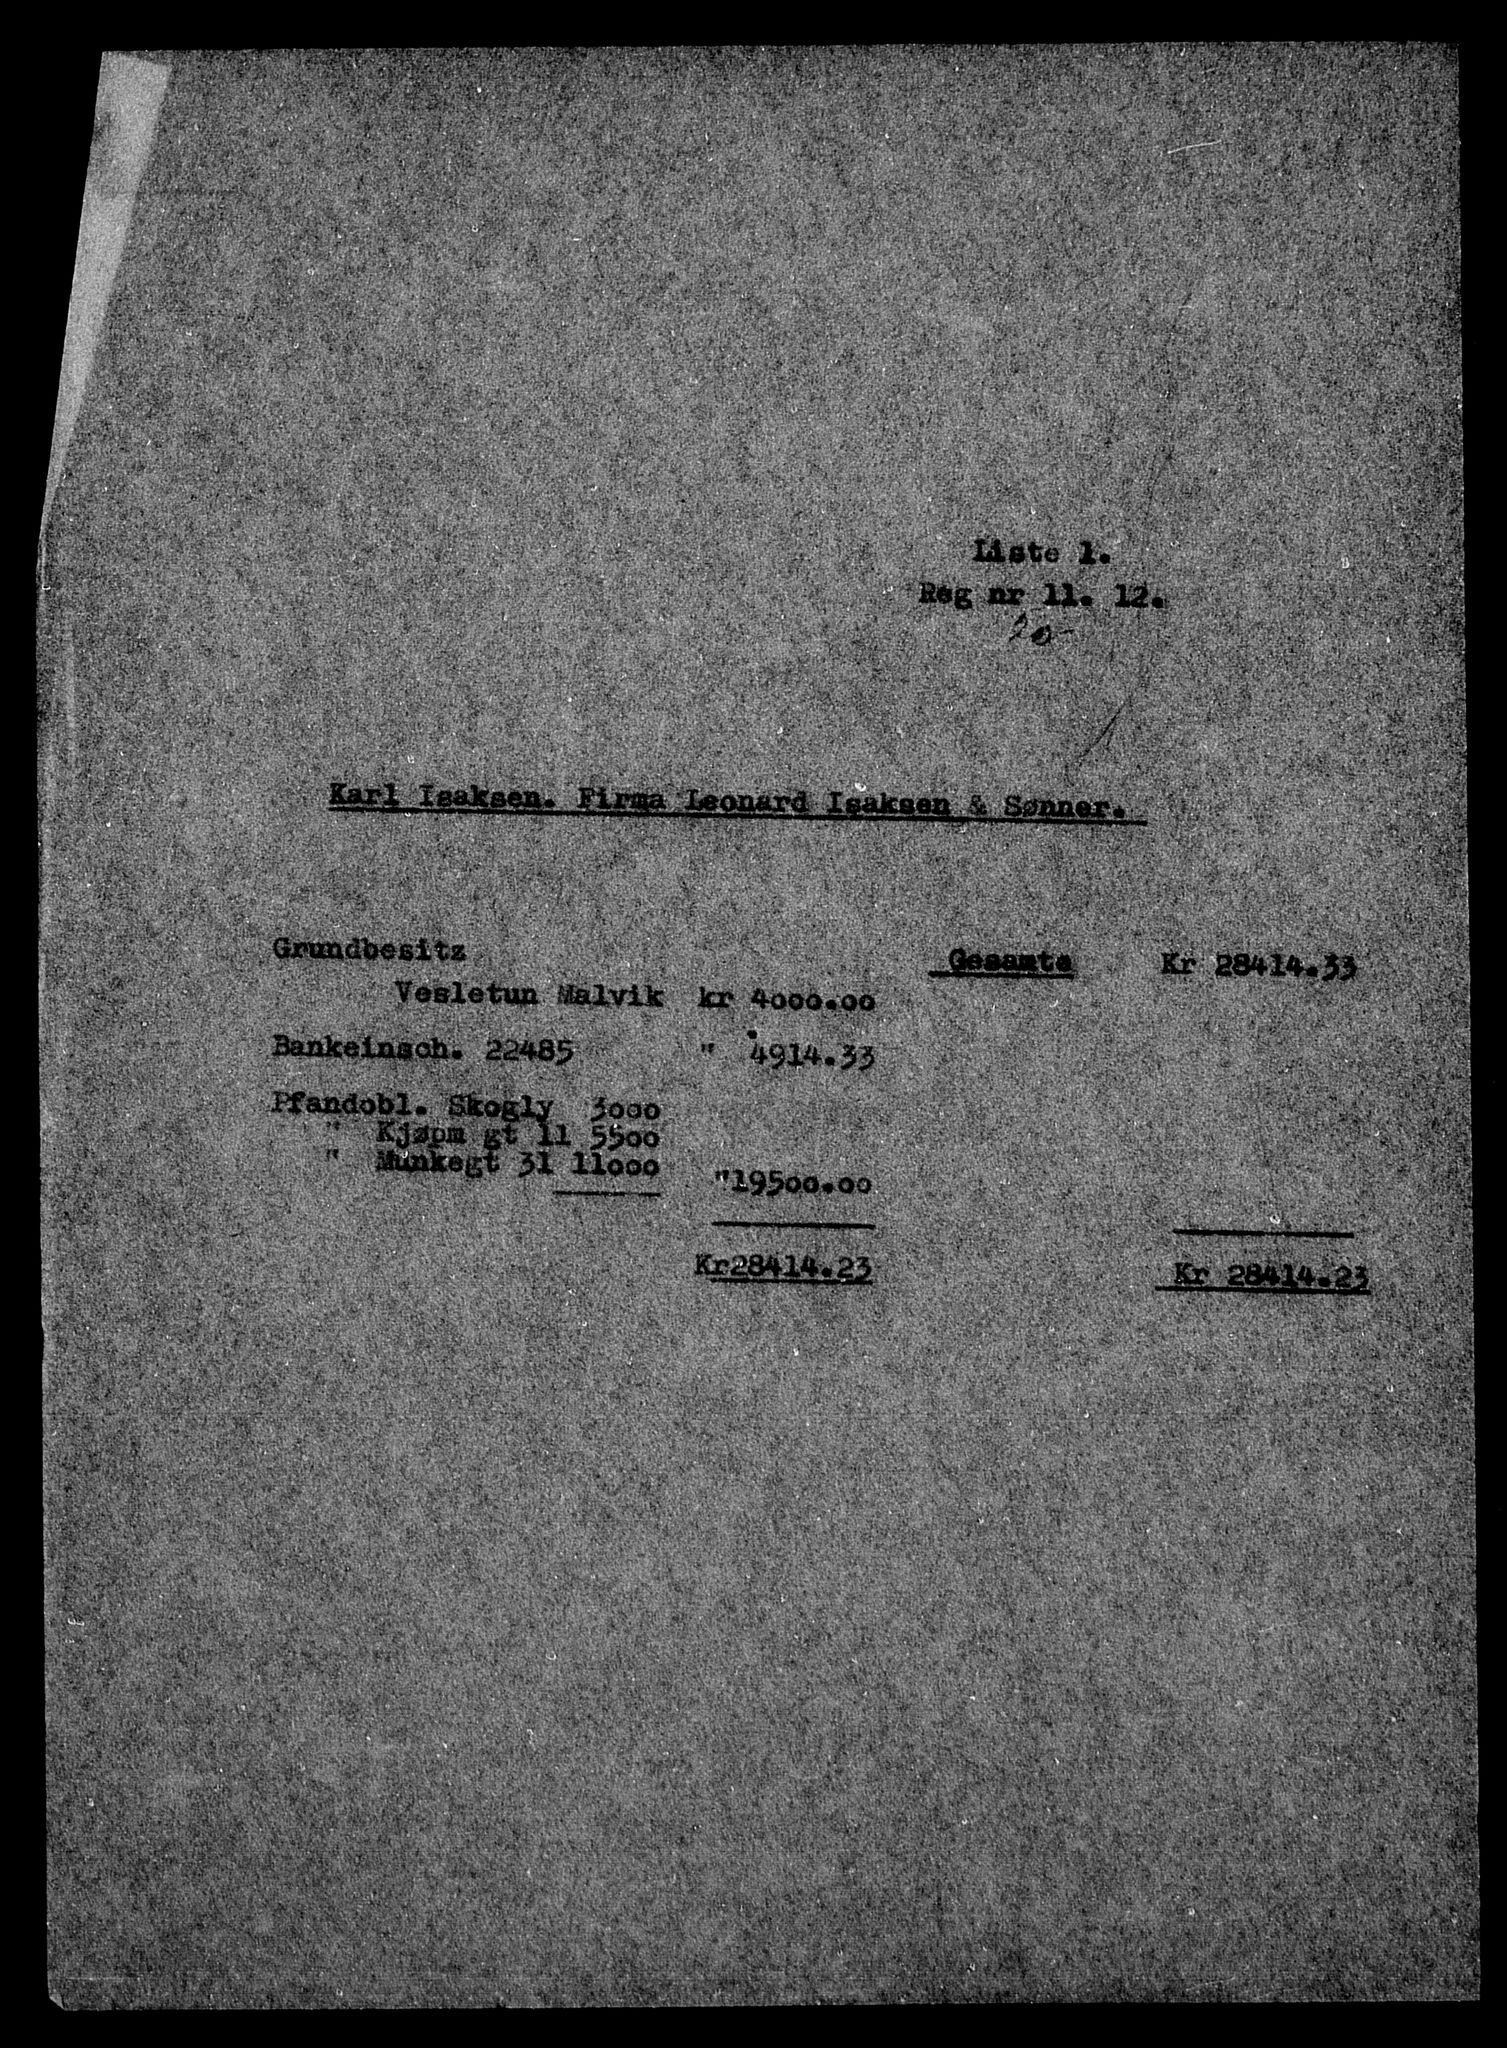 Liste 1.
Reg nr 11. 12.
20
Karl Isaksen. Firma Leonard Isaksen & Sønner.
Grundbesitz Gesamte Kr 28414.33
Vesletun Malvik kr 4000.00
Bankeinsch. 22485 " 4914.33
Pfandobl. Skogly 3000
" Kjøpm gt 11 5500
" Munkegt 31 11000 "19500.00
Kr28414.23 Kr 28414.23